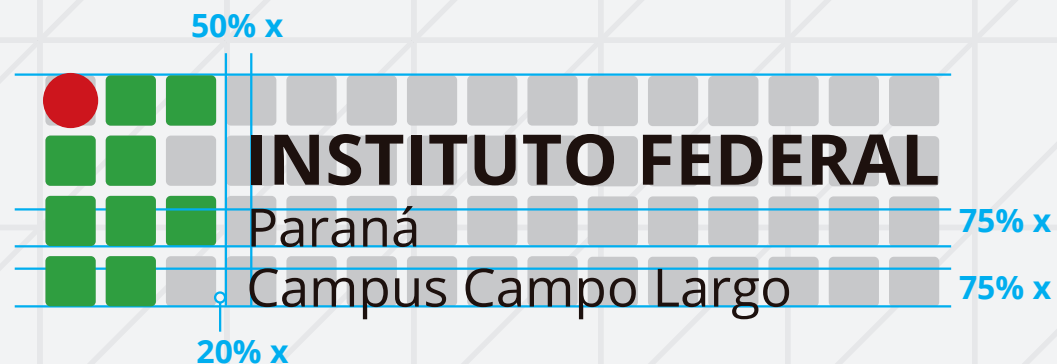 50% x
INSTITUTO FEDERAL
Paraná
75% x
Campus Campo Largo
75% x
20% x